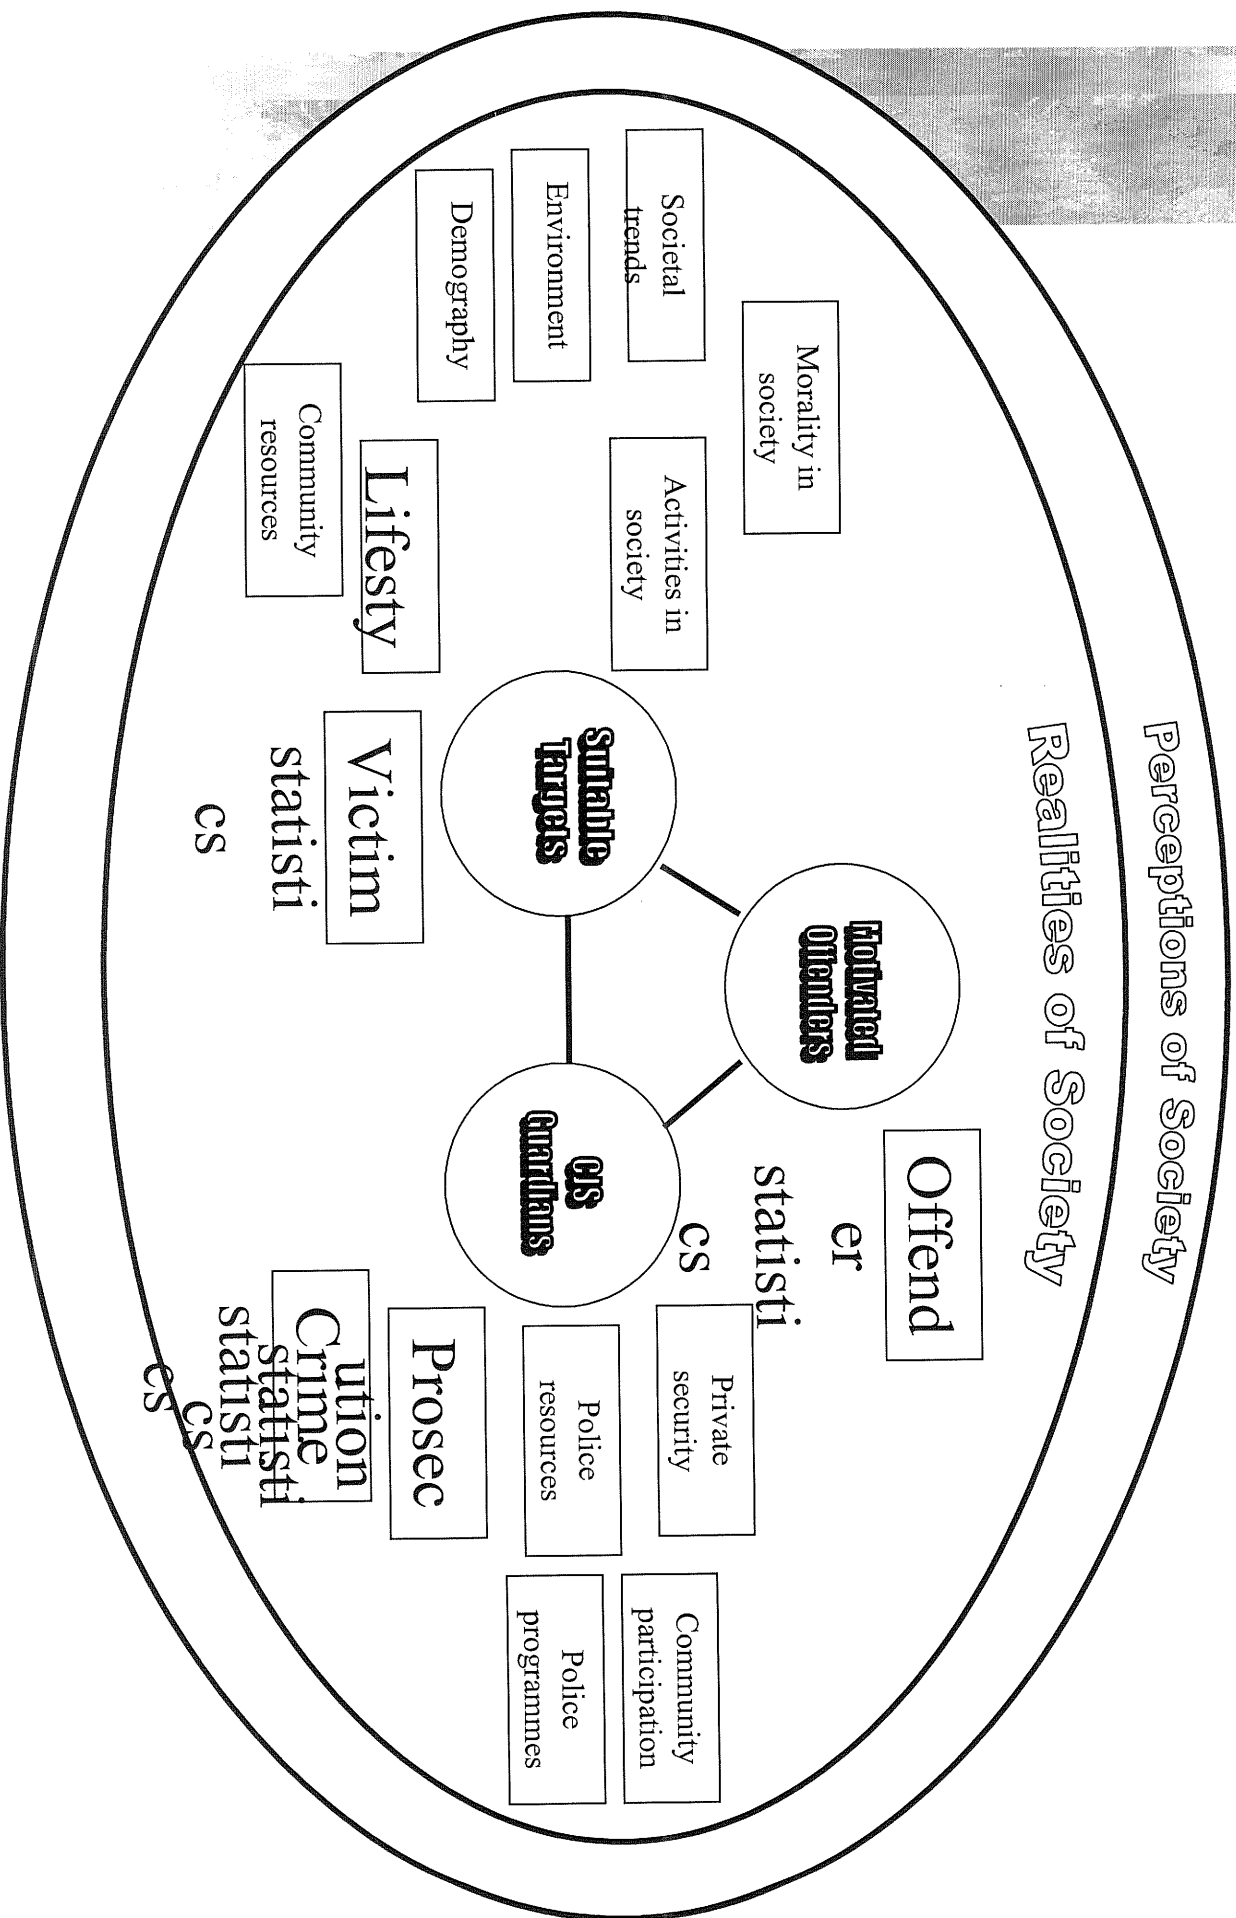 Perceptions of Society
Realities of Society
Morality in
society
Societal
trends
Environment
Demography
Activities in
society
Community
resources
Lifesty
Suitable
Targets
Victim
statisti
cs
Motivated
Offenders
CJS
Guardians
Offend
er
statisti
cs
Private
security
Police
resources
Community
participation
Police
programmes
Prosec
ution
statisti
cs
Crime
statisti
cs